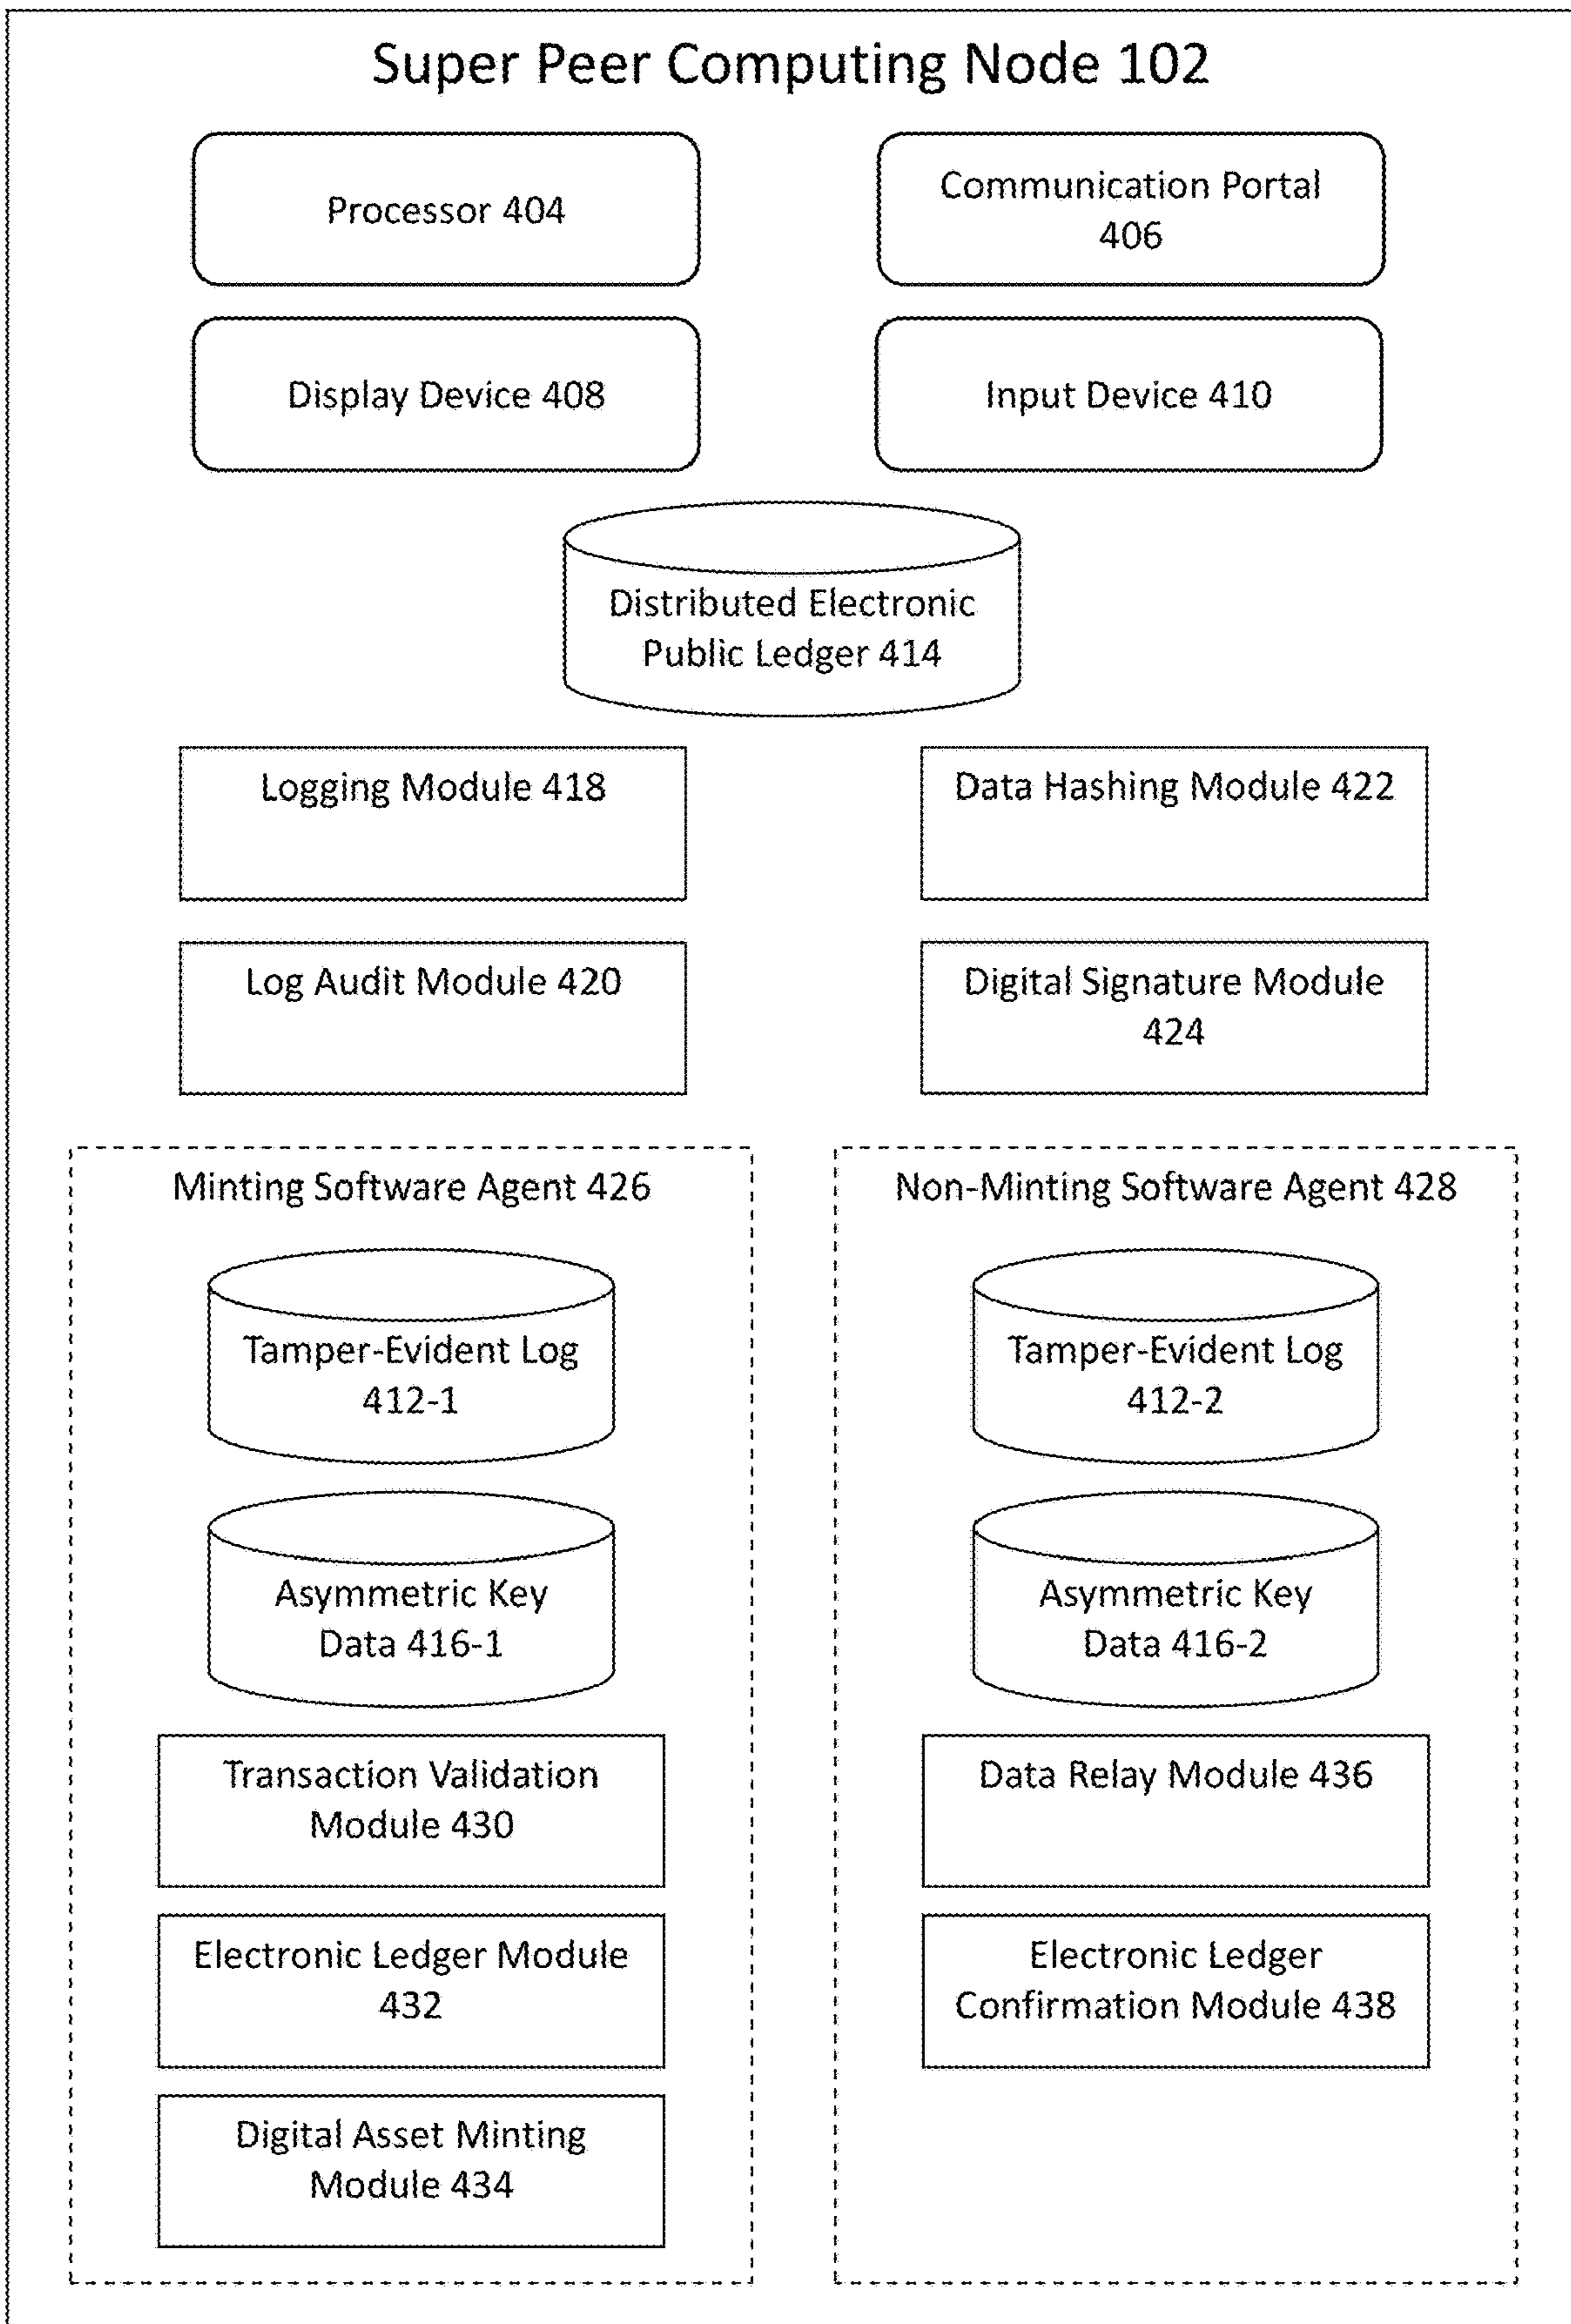 Super Peer Computing Node 102
Processor 404
Communication Portal
406
Display Device 408
Input Device 410
Distributed Electronic
Public Ledger 414
Logging Module 418
Data Hashing Module 422
Log Audit Module 420
Digital Signature Module
424
Minting Software Agent 426
Tamper-Evident Log
412-1
Asymmetric Key
Data 416-1
Transaction Validation
Module 430
Electronic Ledger Module
432
Digital Asset Minting
Module 434
Non-Minting Software Agent 428
Tamper-Evident Log
412-2
Asymmetric Key
Data 416-2
Data Relay Module 436
Electronic Ledger
Confirmation Module 438